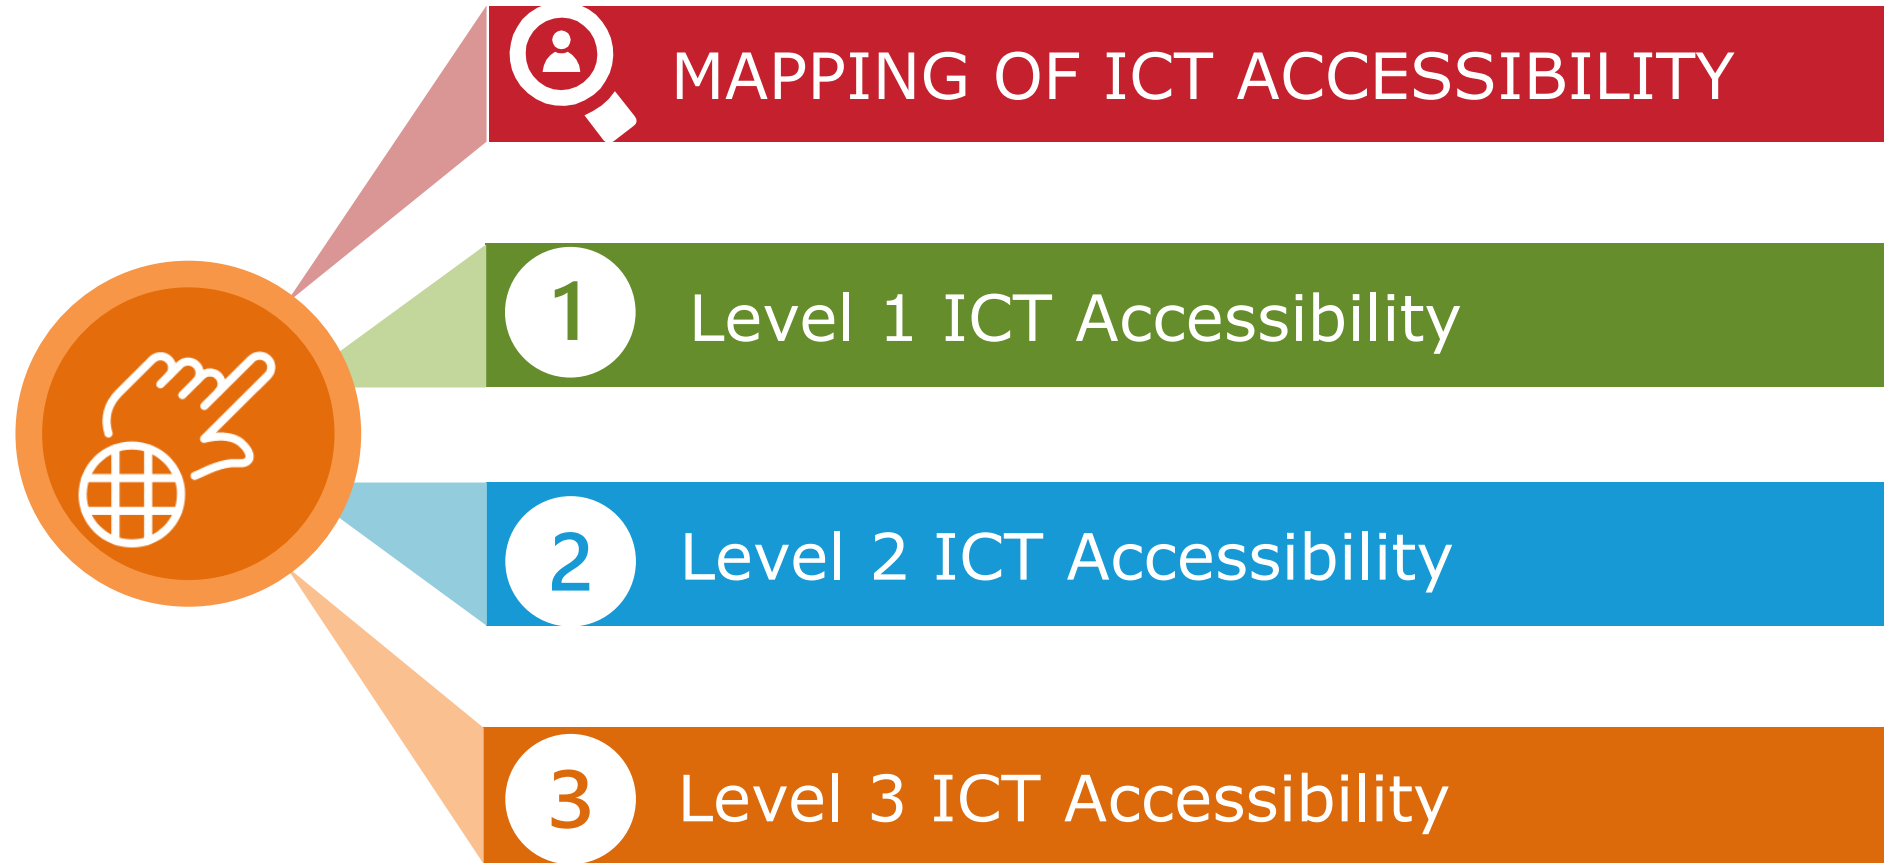 MAPPING OF ICT ACCESSIBILITY
1 Level 1 ICT Accessibility
2 Level 2 ICT Accessibility
3 Level 3 ICT Accessibility